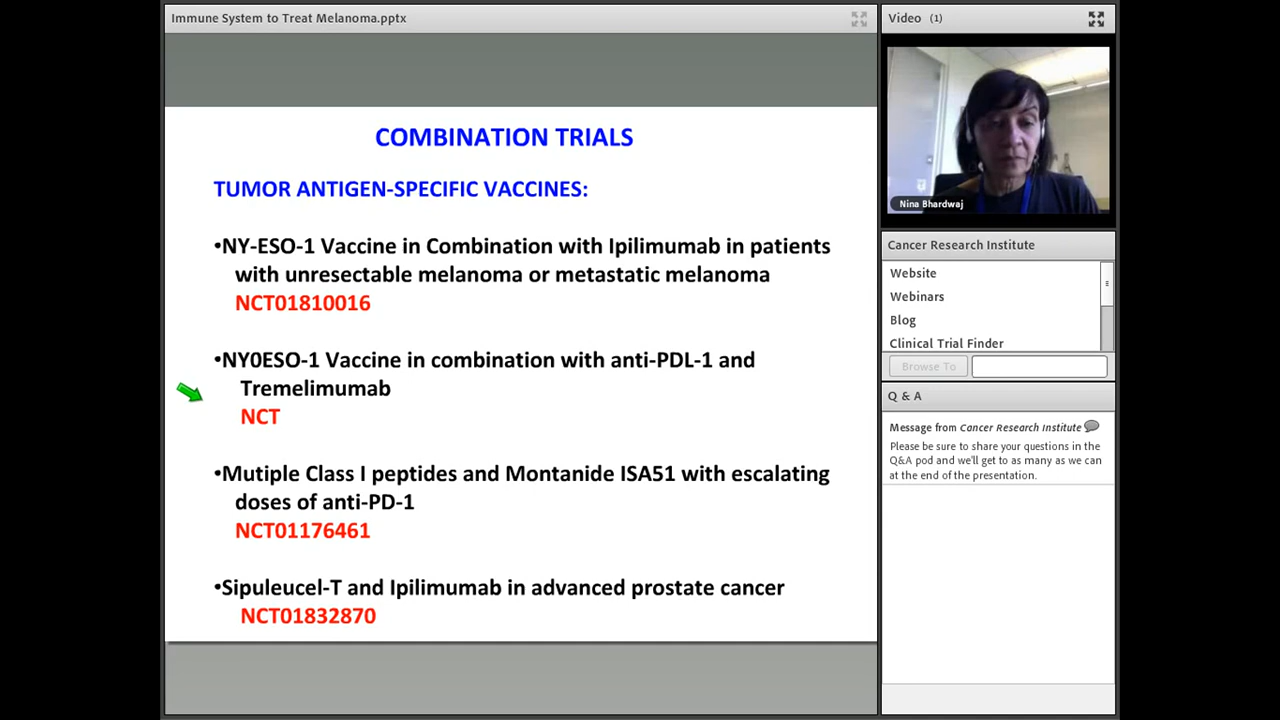 Immune System to Treat Melanoma.pptx
COMBINATION TRIALS
TUMOR ANTIGEN-SPECIFIC VACCINES:
•NY-ESO-1 Vaccine in Combination with Ipilimumab in patients
with unresectable melanoma or metastatic melanoma
NCT01810016
•NY0ESO-1 Vaccine in combination with anti-PDL-1 and
Tremelimumab
NCT
•Mutiple Class I peptides and Montanide ISA51 with escalating
doses of anti-PD-1
NCT01176461
•Sipuleucel-T and Ipilimumab in advanced prostate cancer
NCT01832870
Video (1)
Nina Bhardwaj
Cancer Research Institute
Website
Webinars
Blog
Clinical Trial Finder
Browse To
Q & A
Message from Cancer Research Institute
Please be sure to share your questions in the
Q&A pod and we'll get to as many as we can
at the end of the presentation.